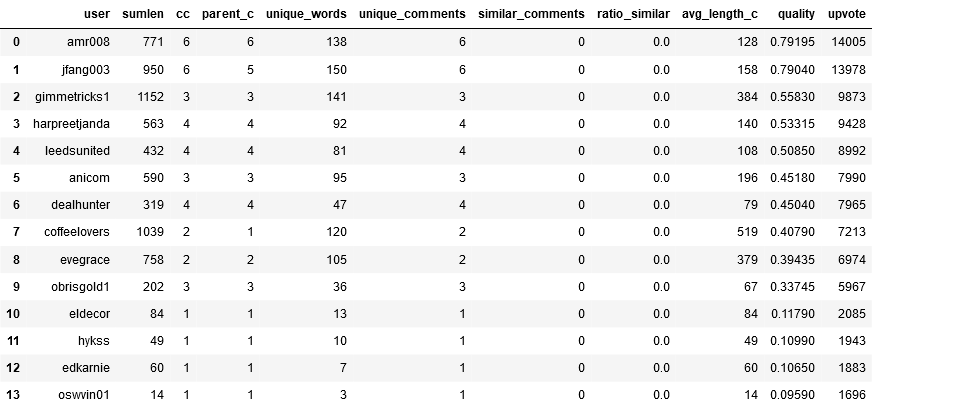 user sumlen cc parent_c unique_words unique_comments similar_comments ratio_similar avg_length_c quality upvote
0 amr008 771 6 6 138 6 0 0.0 128 0.79195 14005
1 jfang003 950 6 5 150 6 0 0.0 158 0.79040 13978
2 gimmetricks1 1152 3 3 141 3 0 0.0 384 0.55830 9873
3 harpreetjanda 563 4 4 92 4 0 0.0 140 0.53315 9428
4 leedsunited 432 4 4 81 4 0 0.0 108 0.50850 8992
5 anicom 590 3 3 95 3 0 0.0 196 0.45180 7990
6 dealhunter 319 4 4 47 4 0 0.0 79 0.45040 7965
7 coffeelovers 1039 2 1 120 2 0 0.0 519 0.40790 7213
8 evegrace 758 2 2 105 2 0 0.0 379 0.39435 6974
9 obrisgold1 202 3 3 36 3 0 0.0 67 0.33745 5967
10 eldecor 84 1 1 13 1 0 0.0 84 0.11790 2085
11 hykss 49 1 1 10 1 0 0.0 49 0.10990 1943
12 edkarnie 60 1 1 7 1 0 0.0 60 0.10650 1883
13 oswvin01 14 1 1 3 1 0 0.0 14 0.09590 1696